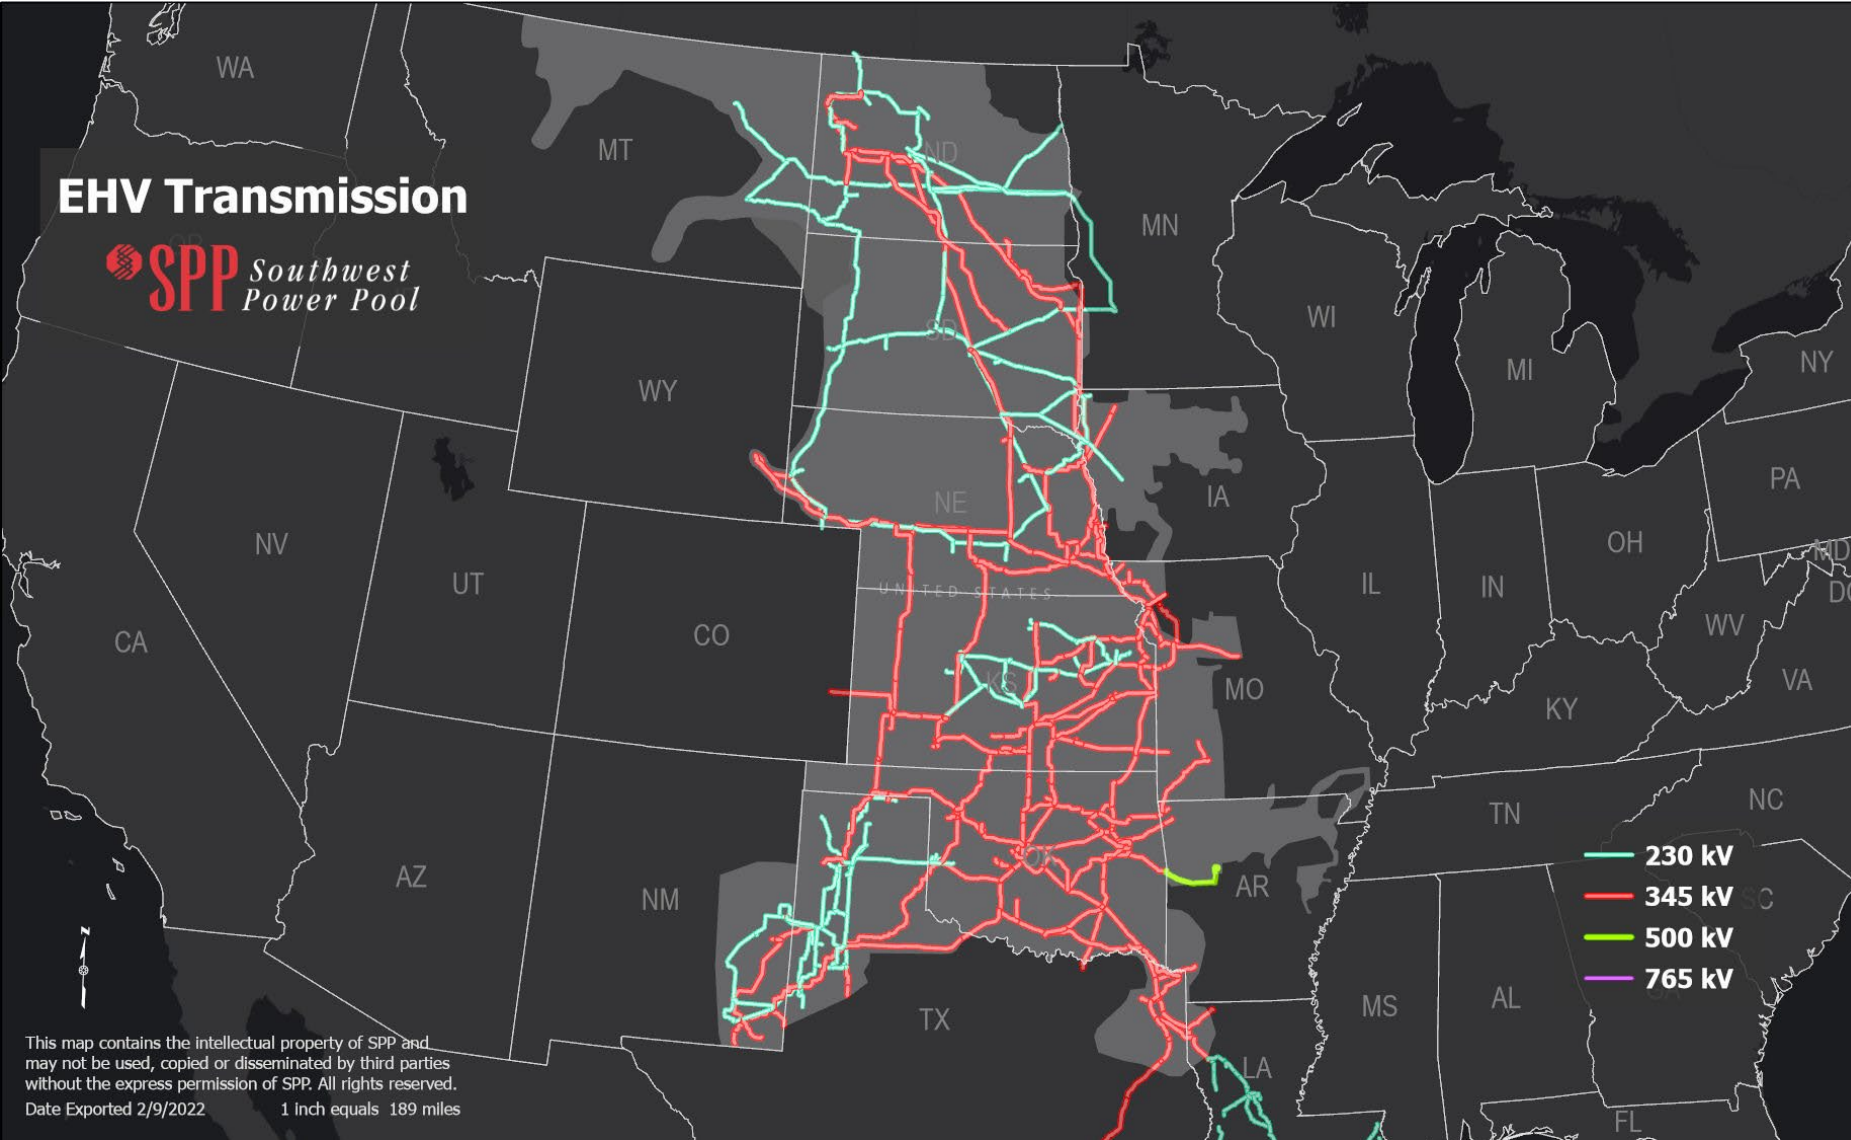 WA
MT
ND
MN
EHV Transmission
OR
SPP Southwest
Power Pool
SD
WI
MI
NY
WY
NE
IA
PA
NV
UT
CO
UNITED STATES
IL
IN
OH
MD
DC
WV
VA
CA
KS
MO
KY
AZ
NM
OK
AR
TN
NC
SC
230 kV
345 kV
500 kV
765 kV
GA
TX
LA
MS
AL
FL
N
This map contains the intellectual property of SPP and
may not be used, copied or disseminated by third parties
without the express permission of SPP. All rights reserved.
Date Exported 2/9/2022 1 inch equals 189 miles